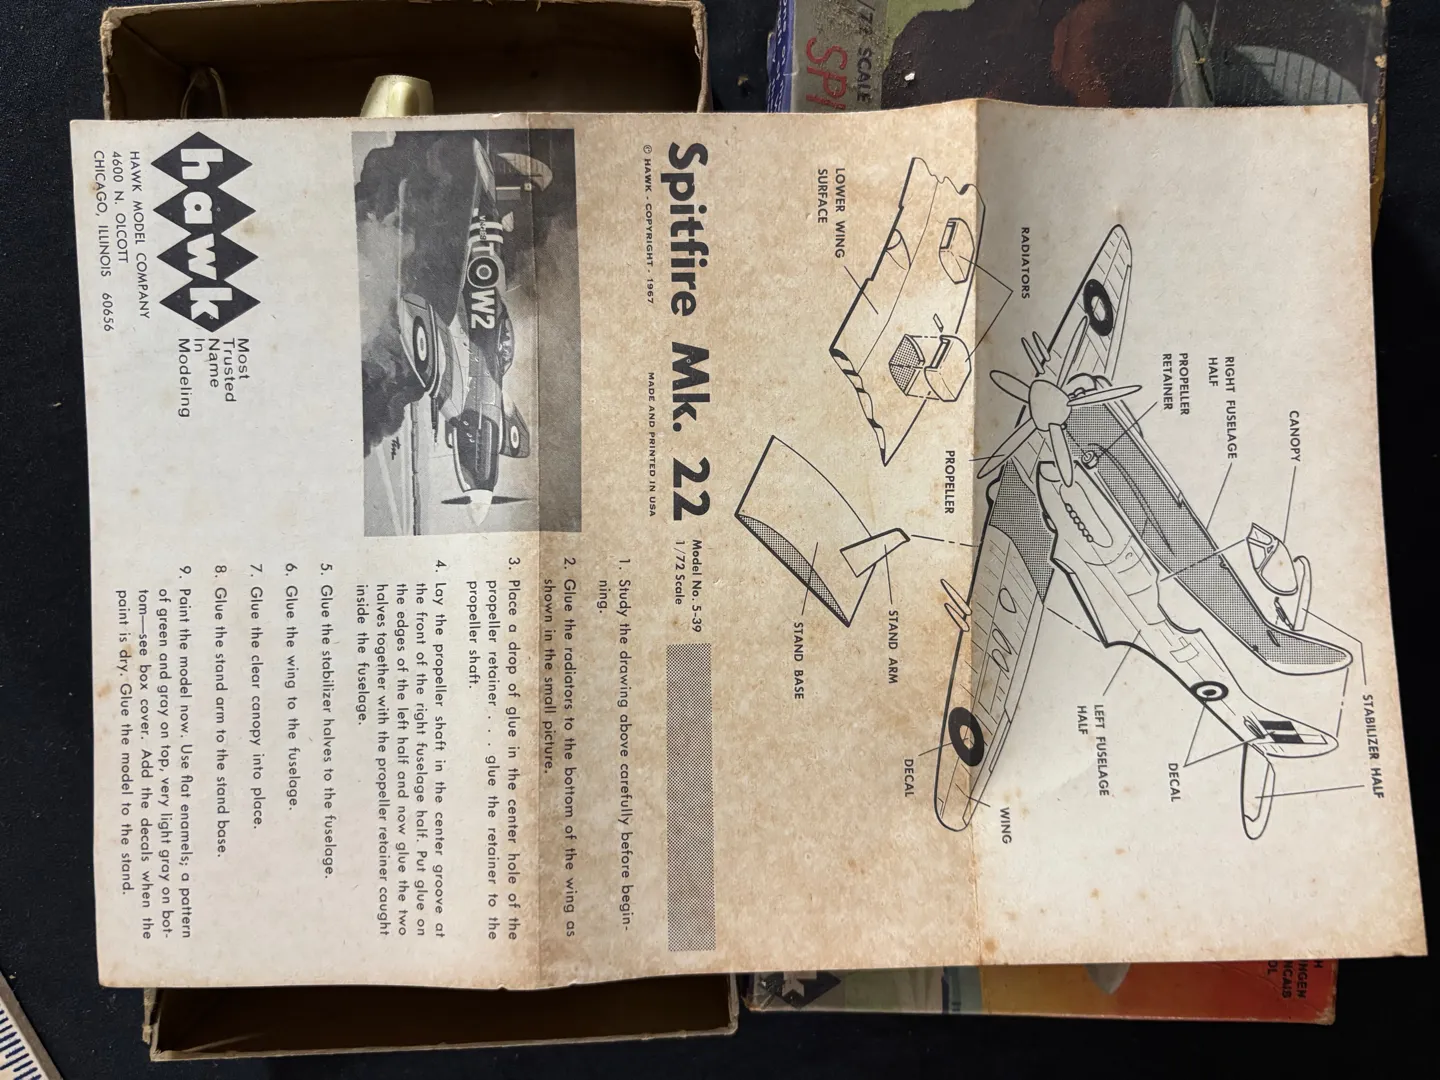 CANOPY
STABILIZER HALF
RIGHT FUSELAGE
HALF
PROPELLER
RETAINER
DECAL
LEFT FUSELAGE
HALF
RADIATORS
WING
PROPELLER
DECAL
LOWER WING
SURFACE
STAND ARM
STAND BASE
Spitfire Mk. 22
Model No. 5-39
1/72 Scale
© HAWK - COPYRIGHT - 1967
MADE AND PRINTED IN USA
W2
hawk
Most
Trusted
Name
In
Modeling
HAWK MODEL COMPANY
4600 N. OLCOTT
CHICAGO, ILLINOIS 60656
1. Study the drawing above carefully before begin-
ning.
2. Glue the radiators to the bottom of the wing as
shown in the small picture.
3. Place a drop of glue in the center hole of the
propeller retainer . . . glue the retainer to the
propeller shaft.
4. Lay the propeller shaft in the center groove at
the front of the right fuselage half. Put glue on
the edges of the left half and now glue the two
halves together with the propeller retainer caught
inside the fuselage.
5. Glue the stabilizer halves to the fuselage.
6. Glue the wing to the fuselage.
7. Glue the clear canopy into place.
8. Glue the stand arm to the stand base.
9. Paint the model now. Use flat enamels; a pattern
of green and gray on top, very light gray on bot-
tom—see box cover. Add the decals when the
paint is dry. Glue the model to the stand.
SCALE
SPI